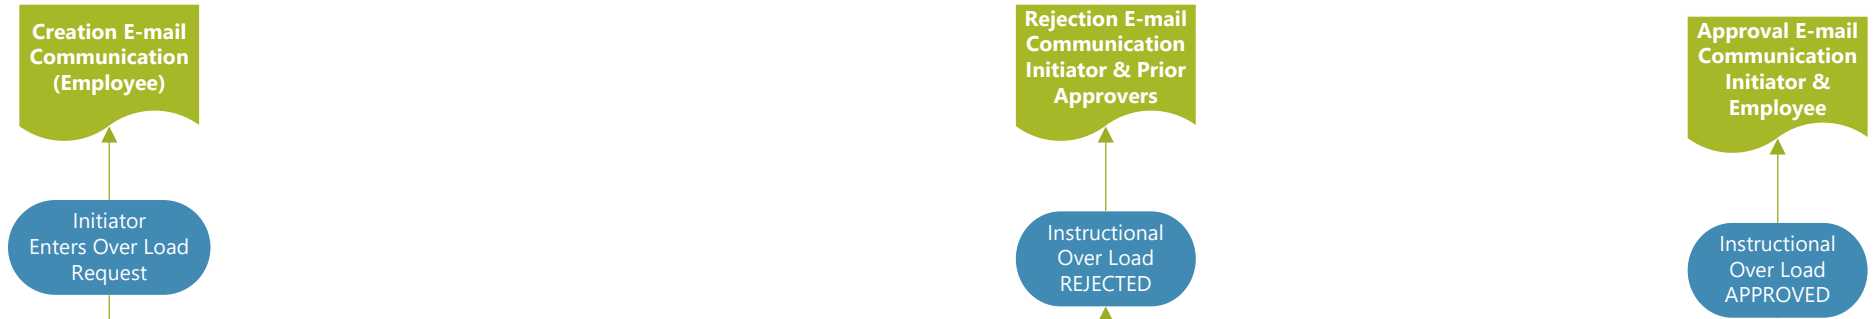 Creation E-mail
Communication
(Employee)
Rejection E-mail
Communication
Initiator & Prior
Approvers
Approval E-mail
Communication
Initiator &
Employee
Initiator
Enters Over Load
Request
Instructional
Over Load
REJECTED
Instructional
Over Load
APPROVED